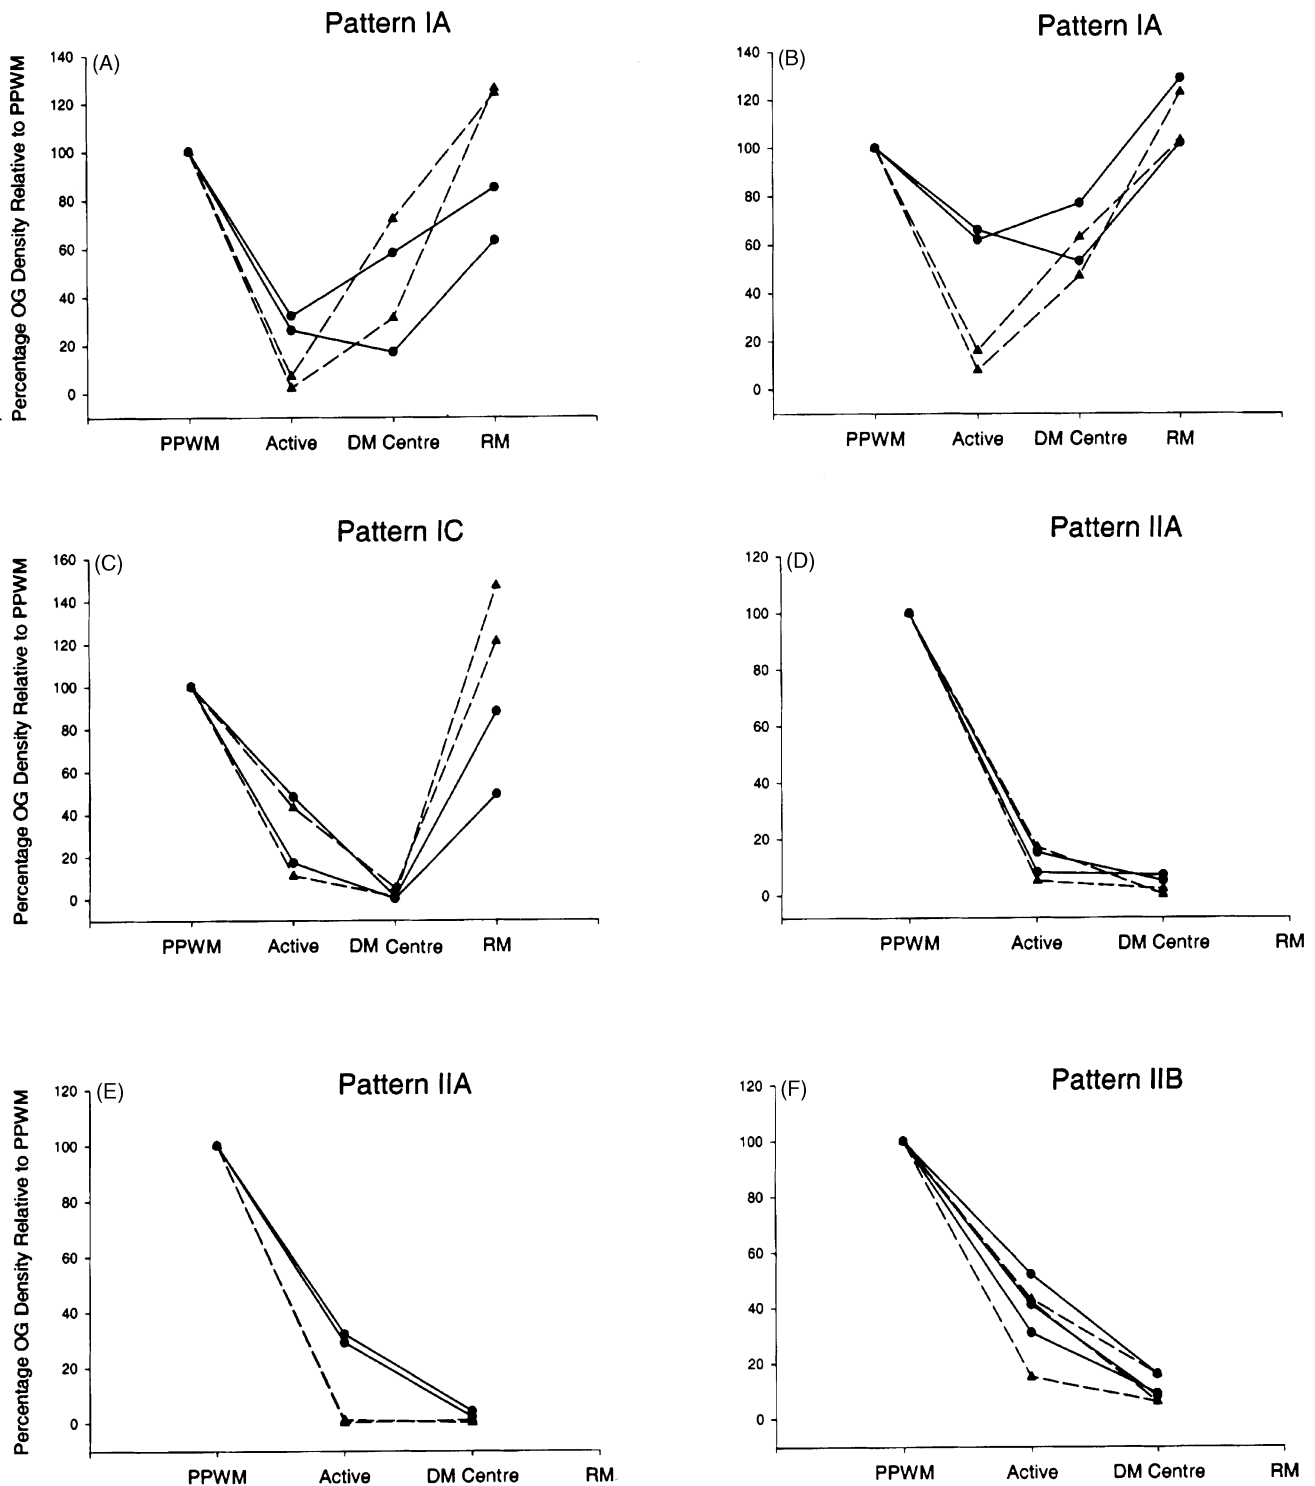 Pattern IA
(A)
Percentage OG Density Relative to PPWM
140
120
100
80
60
40
20
0
PPWM Active DM Centre RM
Pattern IA
(B)
140
120
100
80
60
40
20
0
PPWM Active DM Centre RM
Pattern IC
(C)
Percentage OG Density Relative to PPWM
160
140
120
100
80
60
40
20
0
PPWM Active DM Centre RM
Pattern IIA
(D)
120
100
80
60
40
20
0
PPWM Active DM Centre RM
Pattern IIA
(E)
Percentage OG Density Relative to PPWM
120
100
80
60
40
20
0
PPWM Active DM Centre RM
Pattern IIB
(F)
120
100
80
60
40
20
0
PPWM Active DM Centre RM